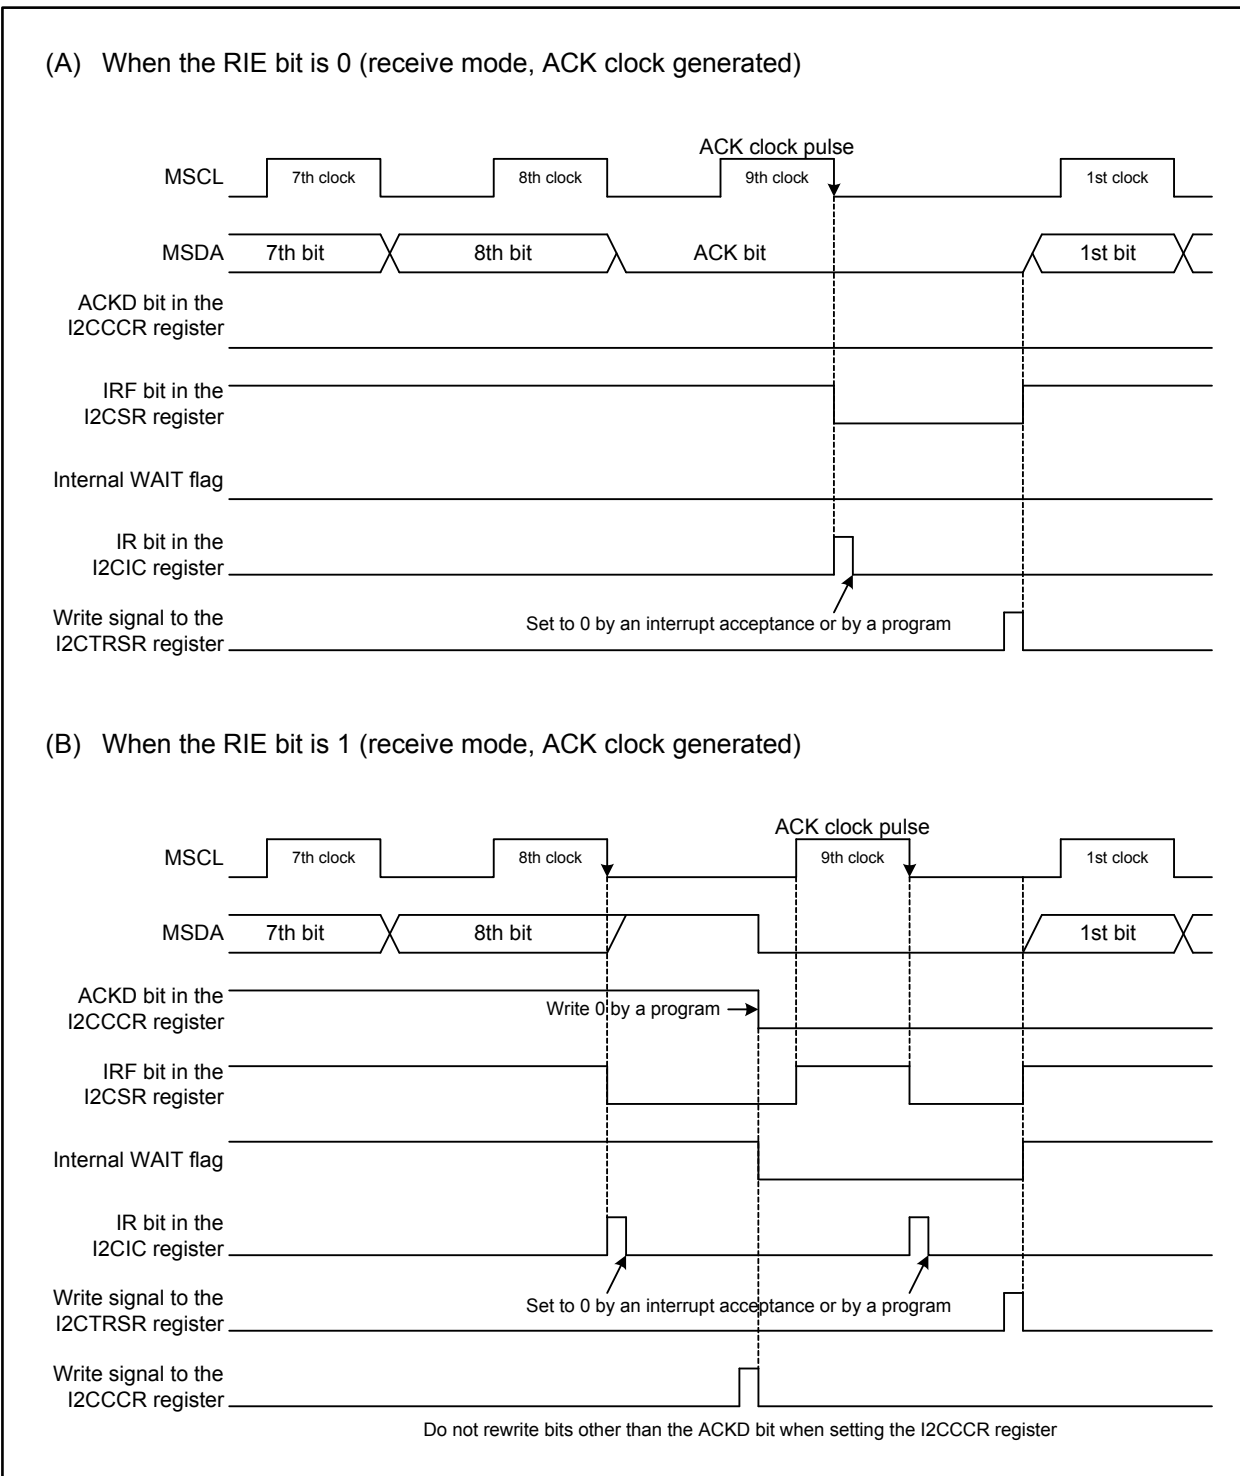 (A) When the RIE bit is 0 (receive mode, ACK clock generated)
ACK clock pulse
MSCL
7th clock
8th clock
9th clock
1st clock
MSDA
7th bit
8th bit
ACK bit
1st bit
ACKD bit in the
I2CCCR register
IRF bit in the
I2CSR register
Internal WAIT flag
IR bit in the
I2CIC register
Set to 0 by an interrupt acceptance or by a program
Write signal to the
I2CTRSR register
(B) When the RIE bit is 1 (receive mode, ACK clock generated)
ACK clock pulse
MSCL
7th clock
8th clock
9th clock
1st clock
MSDA
7th bit
8th bit
1st bit
ACKD bit in the
I2CCCR register
Write 0 by a program
IRF bit in the
I2CSR register
Internal WAIT flag
IR bit in the
I2CIC register
Set to 0 by an interrupt acceptance or by a program
Write signal to the
I2CTRSR register
Write signal to the
I2CCCR register
Do not rewrite bits other than the ACKD bit when setting the I2CCCR register